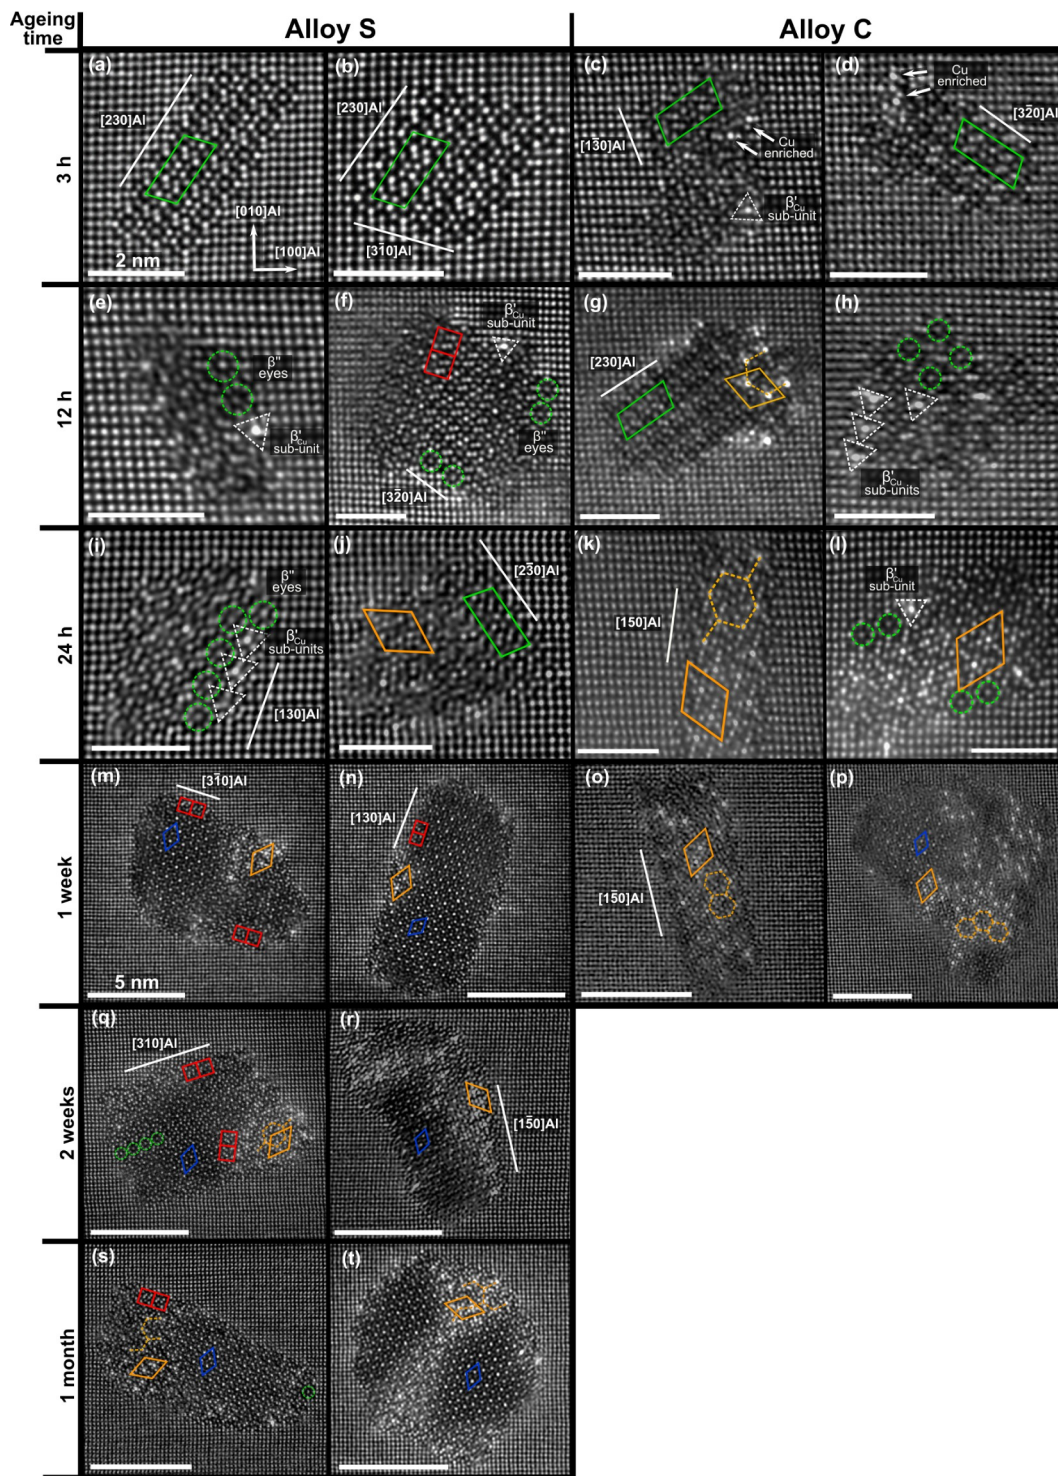 Ageing
time
Alloy S
Alloy C
3 h
(a)
[230]Al
[010]Al
[100]Al
2 nm
(b)
[230]Al
[3̄10]Al
(c)
[13̄0]Al
Cu
enriched
β'Cu
sub-unit
(d)
Cu
enriched
[32̄0]Al
12 h
(e)
β''
eyes
β'Cu
sub-unit
(f)
β'Cu
sub-unit
β''
eyes
[32̄0]Al
(g)
[230]Al
(h)
β'Cu
sub-units
24 h
(i)
β''
eyes
β'Cu
sub-units
[130]Al
(j)
[23̄0]Al
(k)
[150]Al
(l)
β'Cu
sub-unit
1 week
(m)
[31̄0]Al
5 nm
(n)
[130]Al
(o)
[15̄0]Al
(p)
2 weeks
(q)
[310]Al
(r)
[15̄0]Al
1 month
(s)
(t)